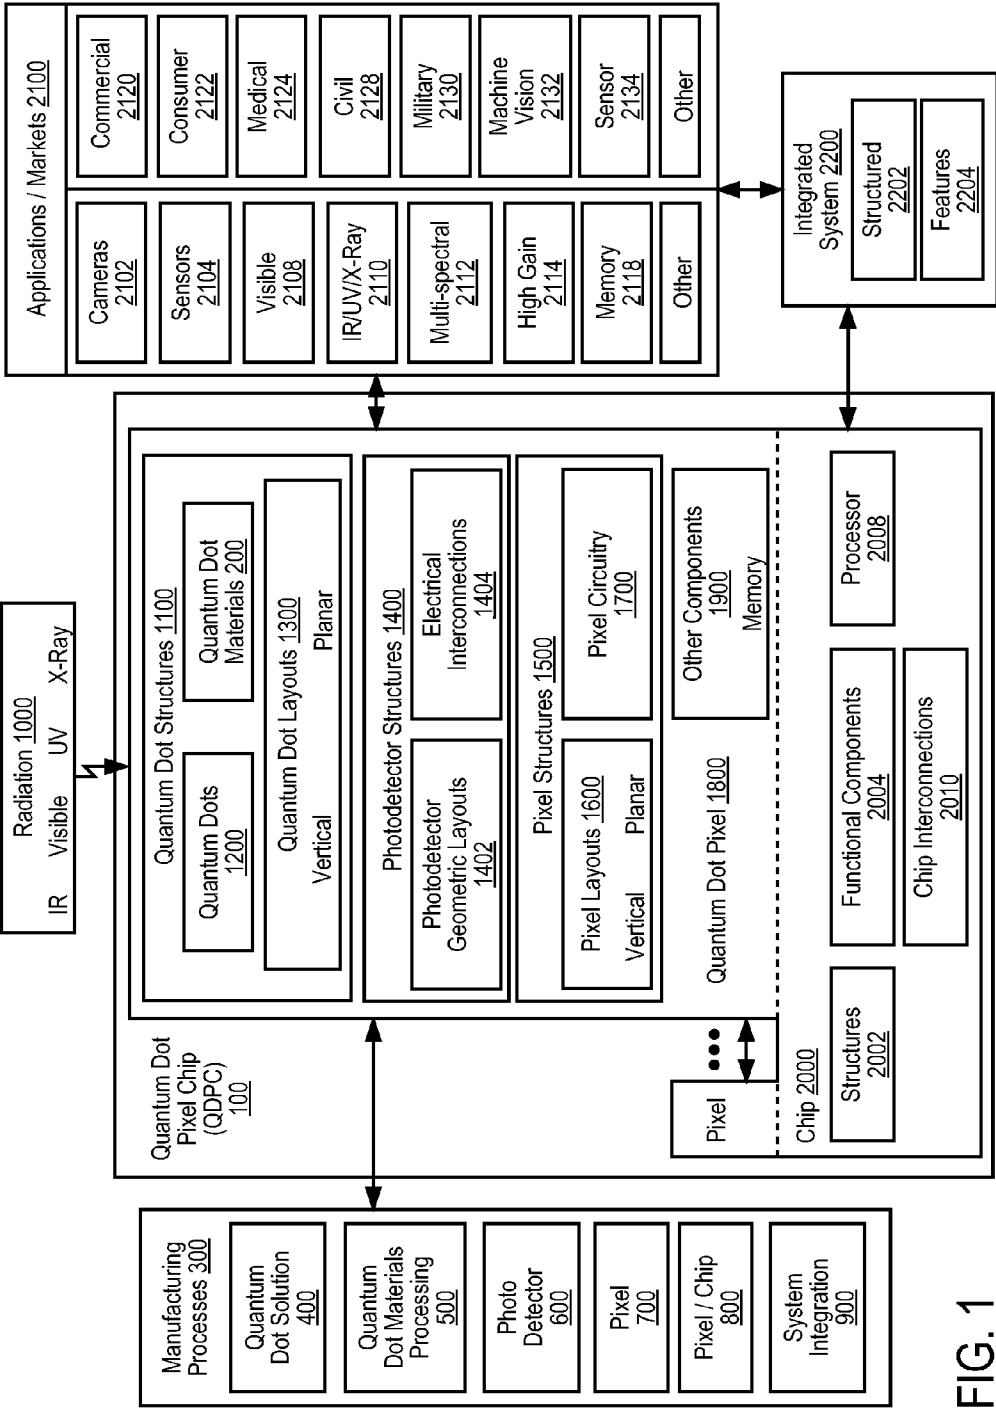 Radiation 1000
IR Visible UV X-Ray
Manufacturing
Processes 300
Quantum
Dot Solution
400
Quantum
Dot Materials
Processing
500
Photo
Detector
600
Pixel
700
Pixel / Chip
800
System
Integration
900
Quantum Dot
Pixel Chip
(QDPC)
100
Quantum Dot Structures 1100
Quantum Dots
1200
Quantum Dot
Materials 200
Quantum Dot Layouts 1300
Vertical Planar
Photodetector Structures 1400
Photodetector
Geometric Layouts
1402
Electrical
Interconnections
1404
Pixel Structures 1500
Pixel Layouts 1600
Vertical Planar
Pixel Circuitry
1700
Pixel
Quantum Dot Pixel 1800
Other Components
1900
Memory
Chip 2000
Structures
2002
Functional Components
2004
Processor
2008
Chip Interconnections
2010
Applications / Markets 2100
Cameras
2102
Commercial
2120
Sensors
2104
Consumer
2122
Visible
2108
Medical
2124
IR/UV/X-Ray
2110
Civil
2128
Multi-spectral
2112
Military
2130
High Gain
2114
Machine
Vision
2132
Memory
2118
Sensor
2134
Other
Other
Integrated
System 2200
Structured
2202
Features
2204
FIG. 1